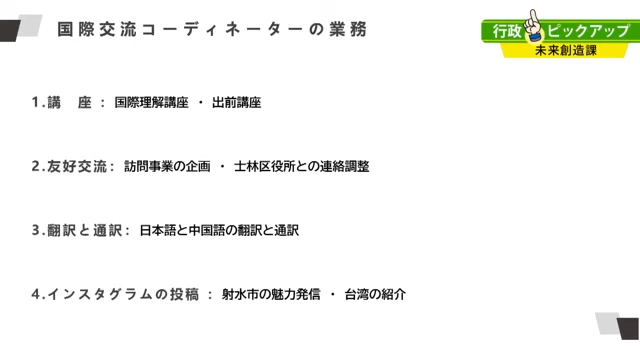 国際交流コーディネーターの業務
行政ピックアップ
未来創造課
1.講　座 ： 国際理解講座 ・ 出前講座
2.友好交流： 訪問事業の企画 ・ 士林区役所との連絡調整
3.翻訳と通訳： 日本語と中国語の翻訳と通訳
4.インスタグラムの投稿 ： 射水市の魅力発信 ・ 台湾の紹介